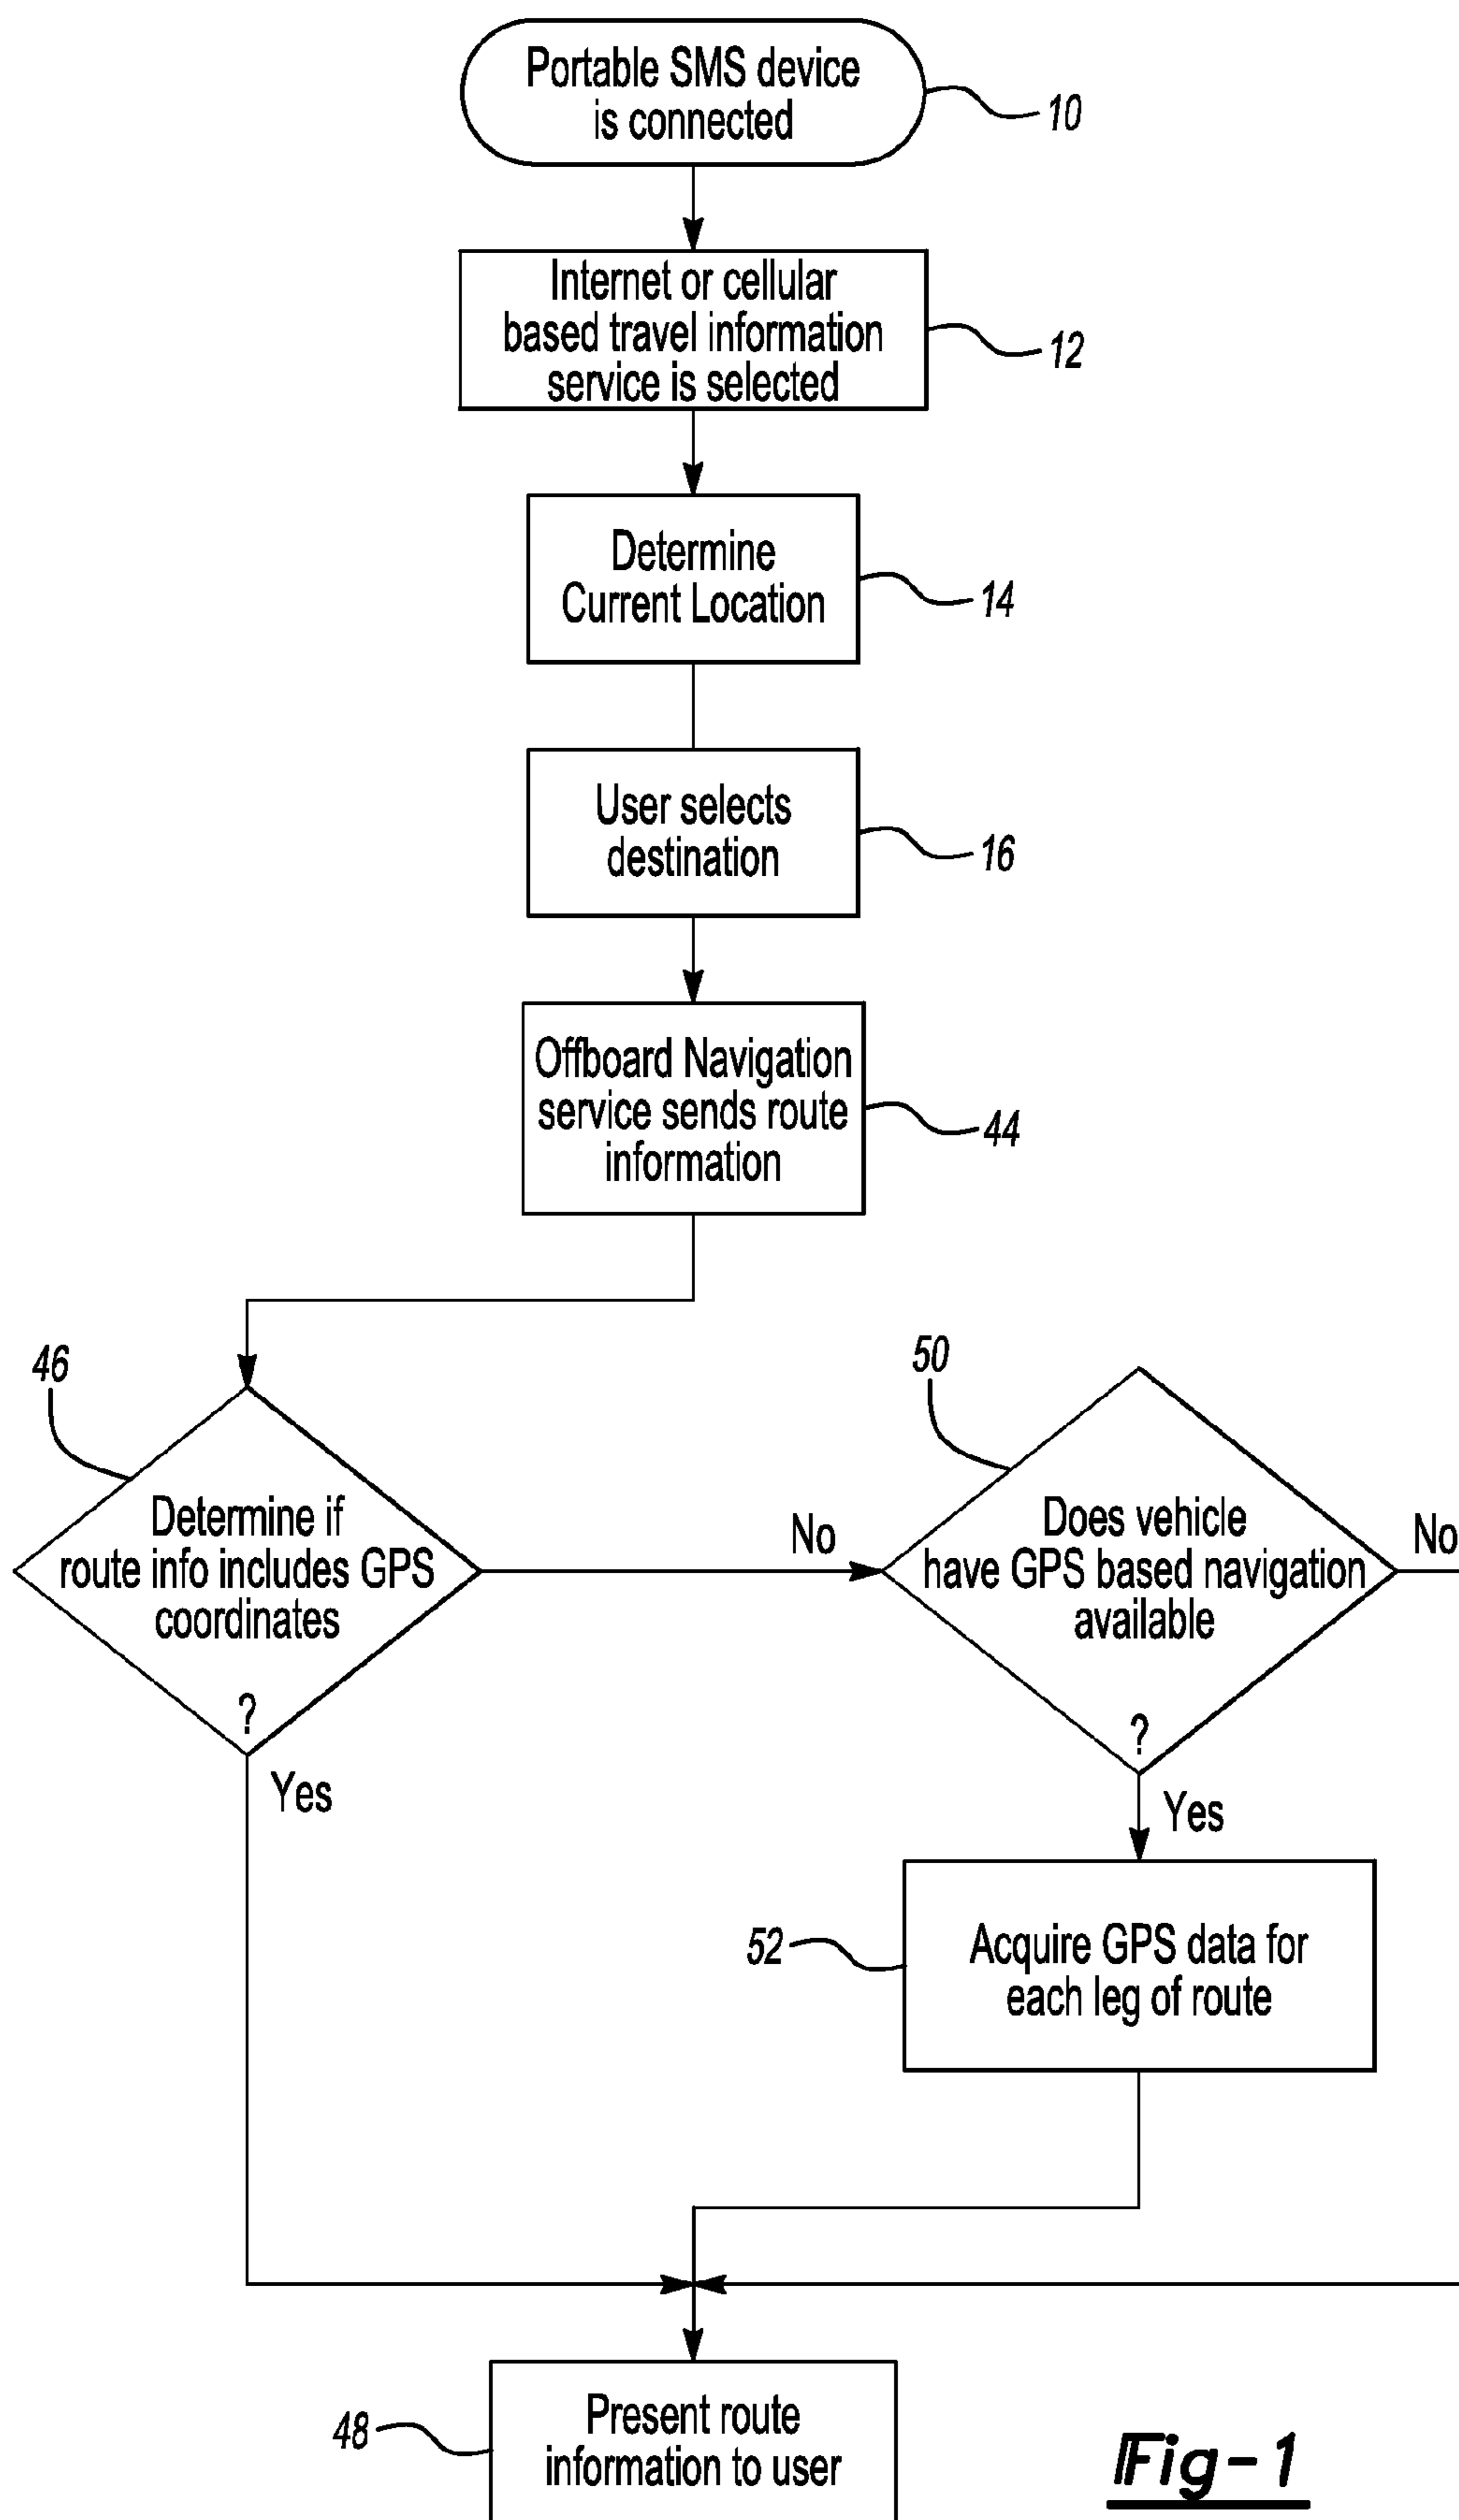 Portable SMS device
is connected
10
Internet or cellular
based travel information
service is selected
12
Determine
Current Location
14
User selects
destination
16
Offboard Navigation
service sends route
information
44
46
Determine if
route info includes GPS
coordinates
?
No
Yes
50
Does vehicle
have GPS based navigation
available
?
No
Yes
52
Acquire GPS data for
each leg of route
48
Present route
information to user
Fig-1